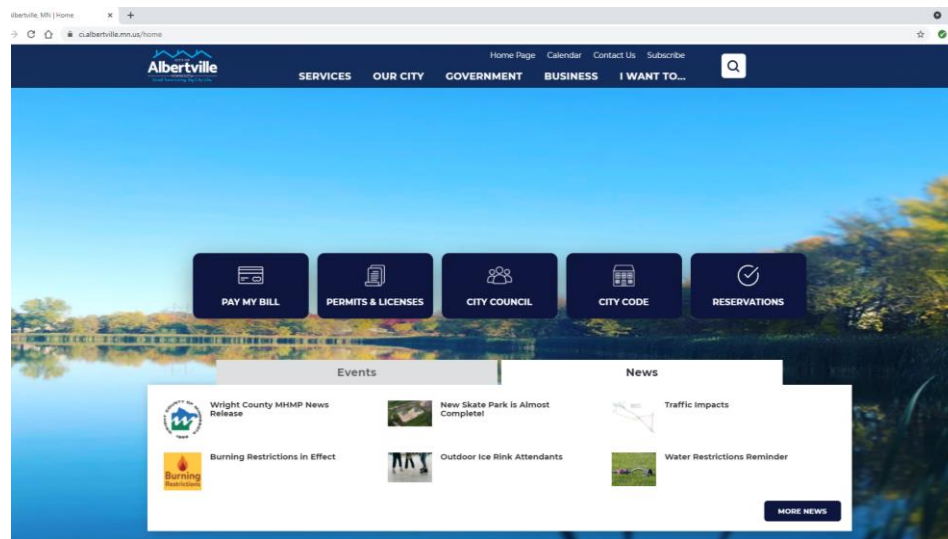 Albertville, MN | Home
ci.albertville.mn.us/home
Home Page Calendar Contact Us Subscribe
Albertville
SERVICES OUR CITY GOVERNMENT BUSINESS I WANT TO...
PAY MY BILL PERMITS & LICENSES CITY COUNCIL CITY CODE RESERVATIONS
Events News
Wright County MHMP News
Release
New Skate Park is Almost
Complete!
Traffic Impacts
Burning Restrictions in Effect
Outdoor Ice Rink Attendants
Water Restrictions Reminder
Burning
Restrictions
MORE NEWS